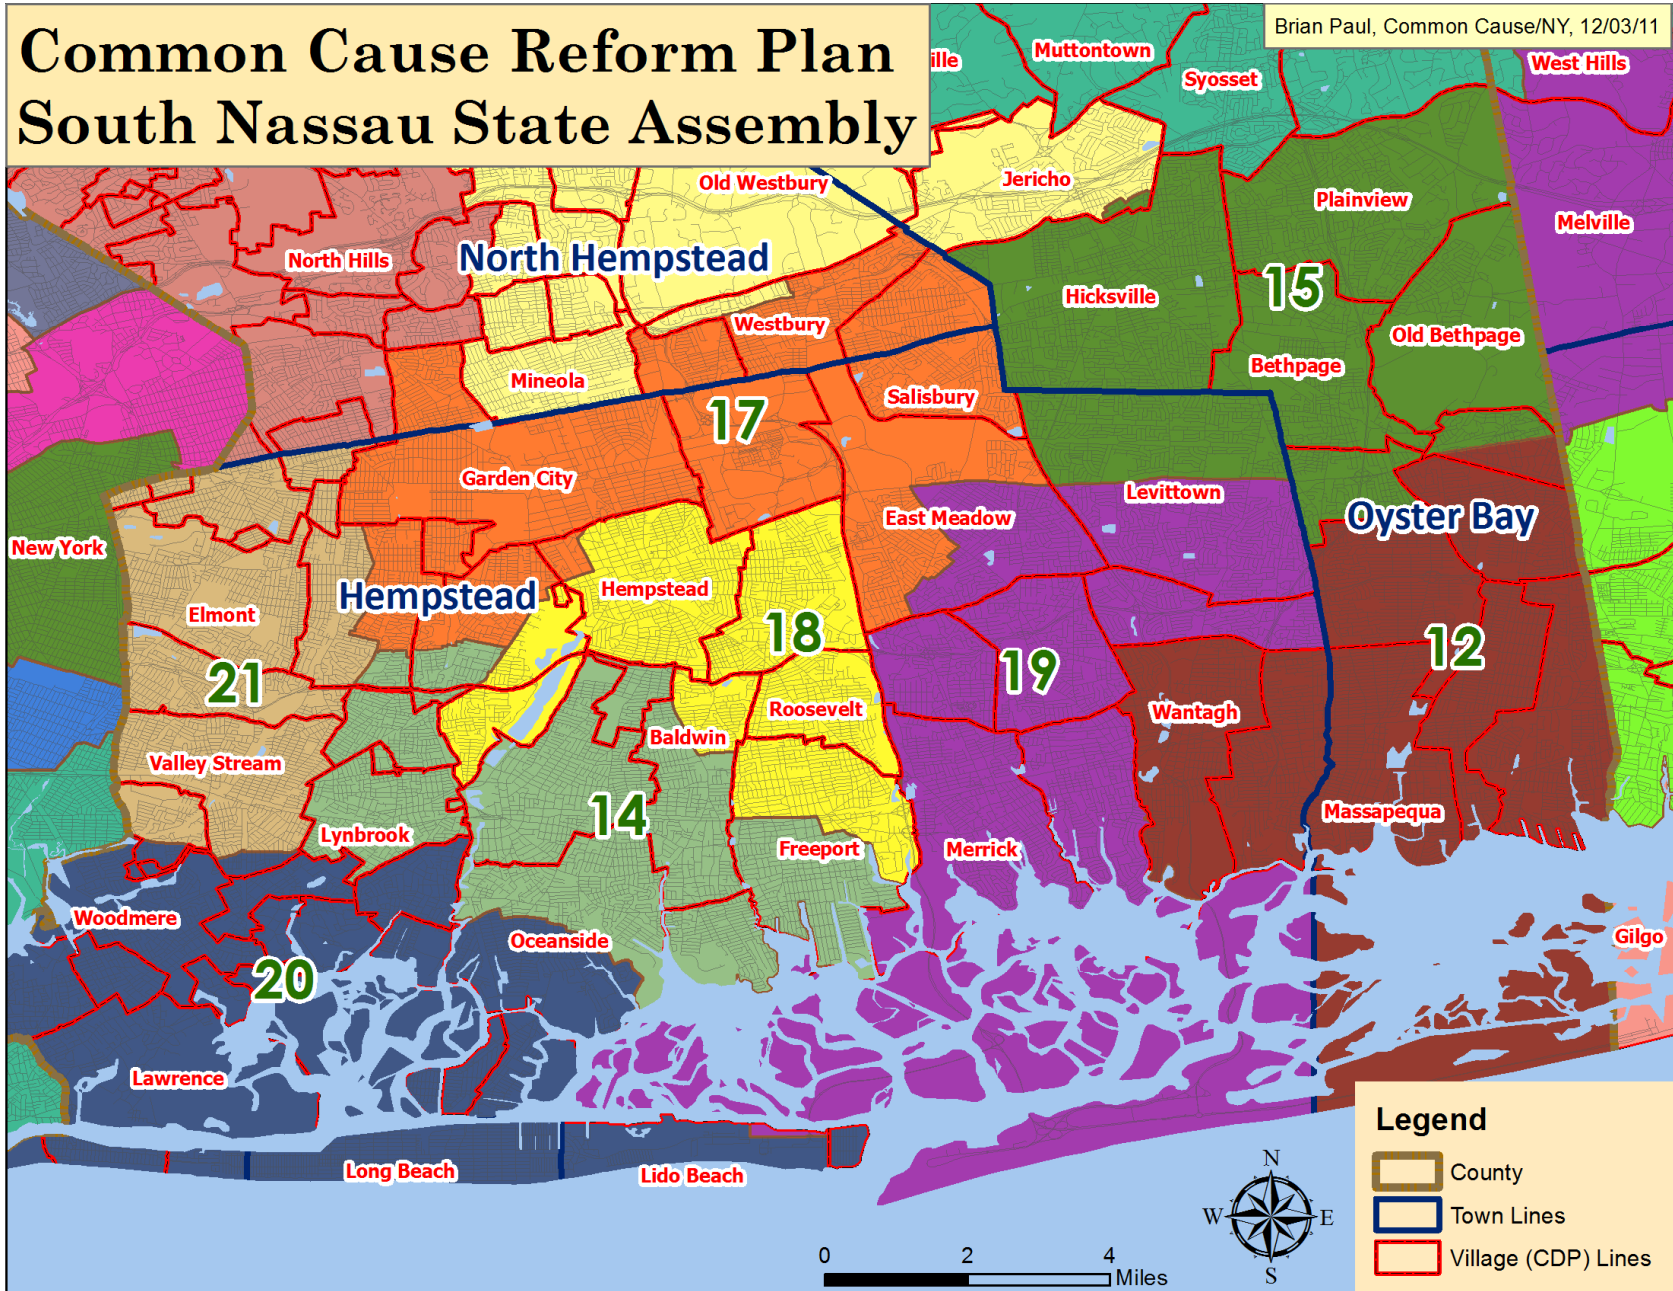 Common Cause Reform Plan
South Nassau State Assembly
Brian Paul, Common Cause/NY, 12/03/11
ille
Muttontown
Syosset
West Hills
Old Westbury
Jericho
Plainview
Melville
North Hills
North Hempstead
Hicksville
15
Westbury
Old Bethpage
Mineola
Bethpage
Salisbury
17
Garden City
Levittown
East Meadow
Oyster Bay
New York
Hempstead
Hempstead
Elmont
18
12
19
21
Roosevelt
Wantagh
Baldwin
Valley Stream
14
Massapequa
Lynbrook
Freeport
Merrick
Woodmere
Oceanside
Gilgo
20
Lawrence
Long Beach
Lido Beach
Legend
County
Town Lines
Village (CDP) Lines
N
W
E
S
0 2 4
Miles